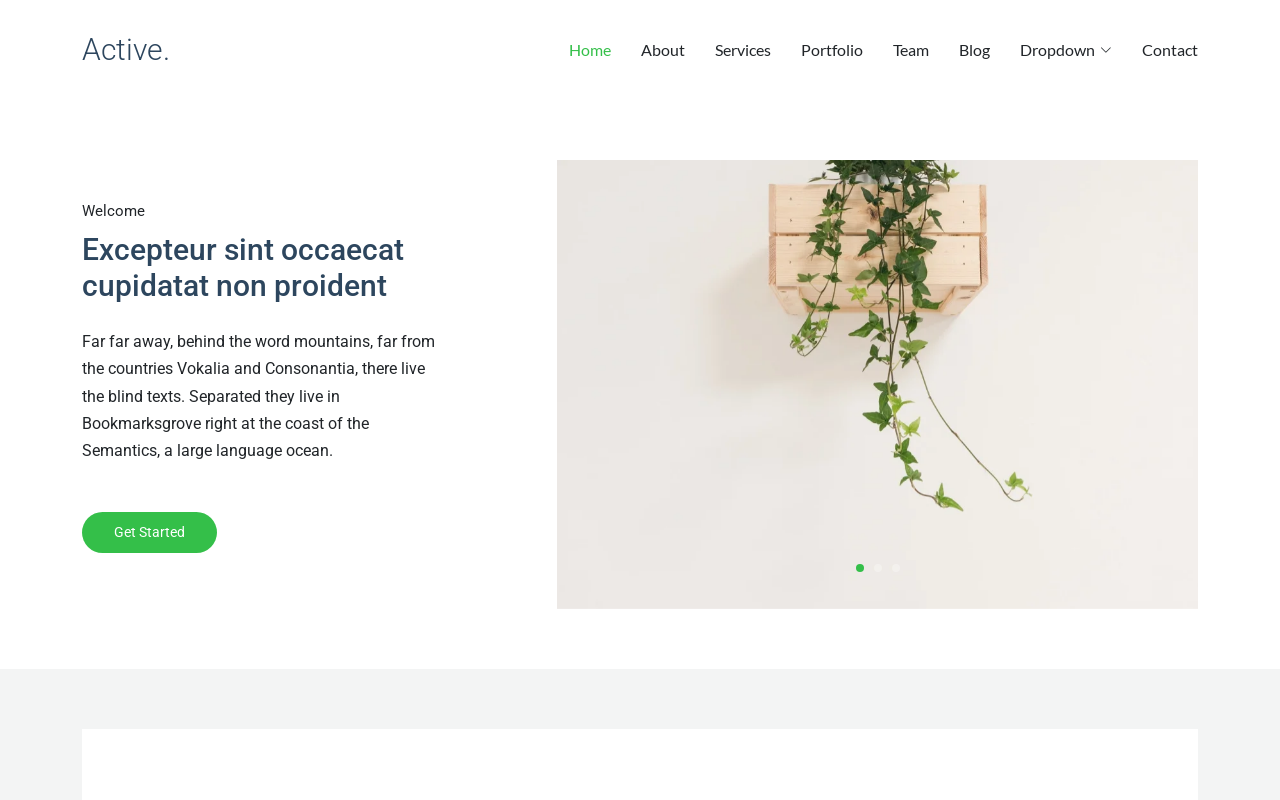 Active.
Home About Services Portfolio Team Blog Dropdown Contact
Welcome
Excepteur sint occaecat
cupidatat non proident
Far far away, behind the word mountains, far from
the countries Vokalia and Consonantia, there live
the blind texts. Separated they live in
Bookmarksgrove right at the coast of the
Semantics, a large language ocean.
Get Started